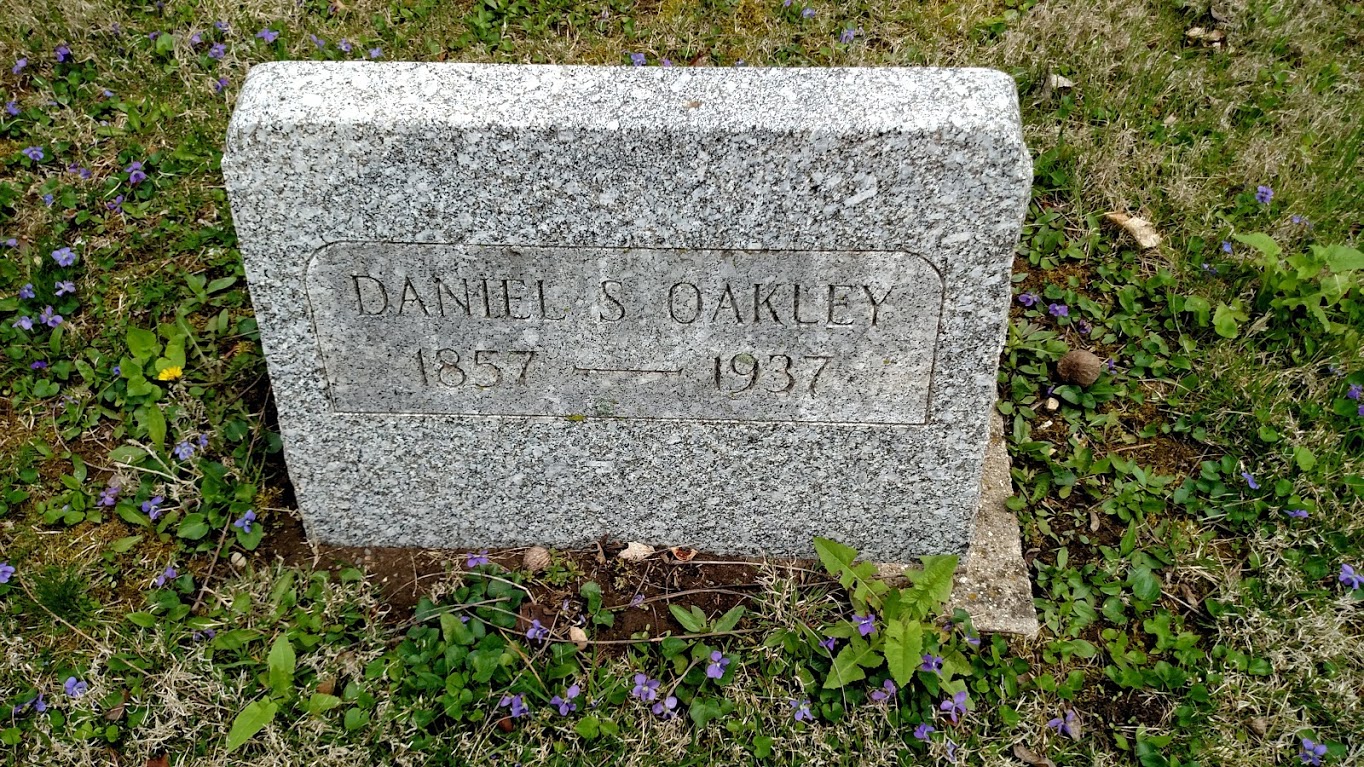 DANIEL S OAKLEY
1857 — 1937